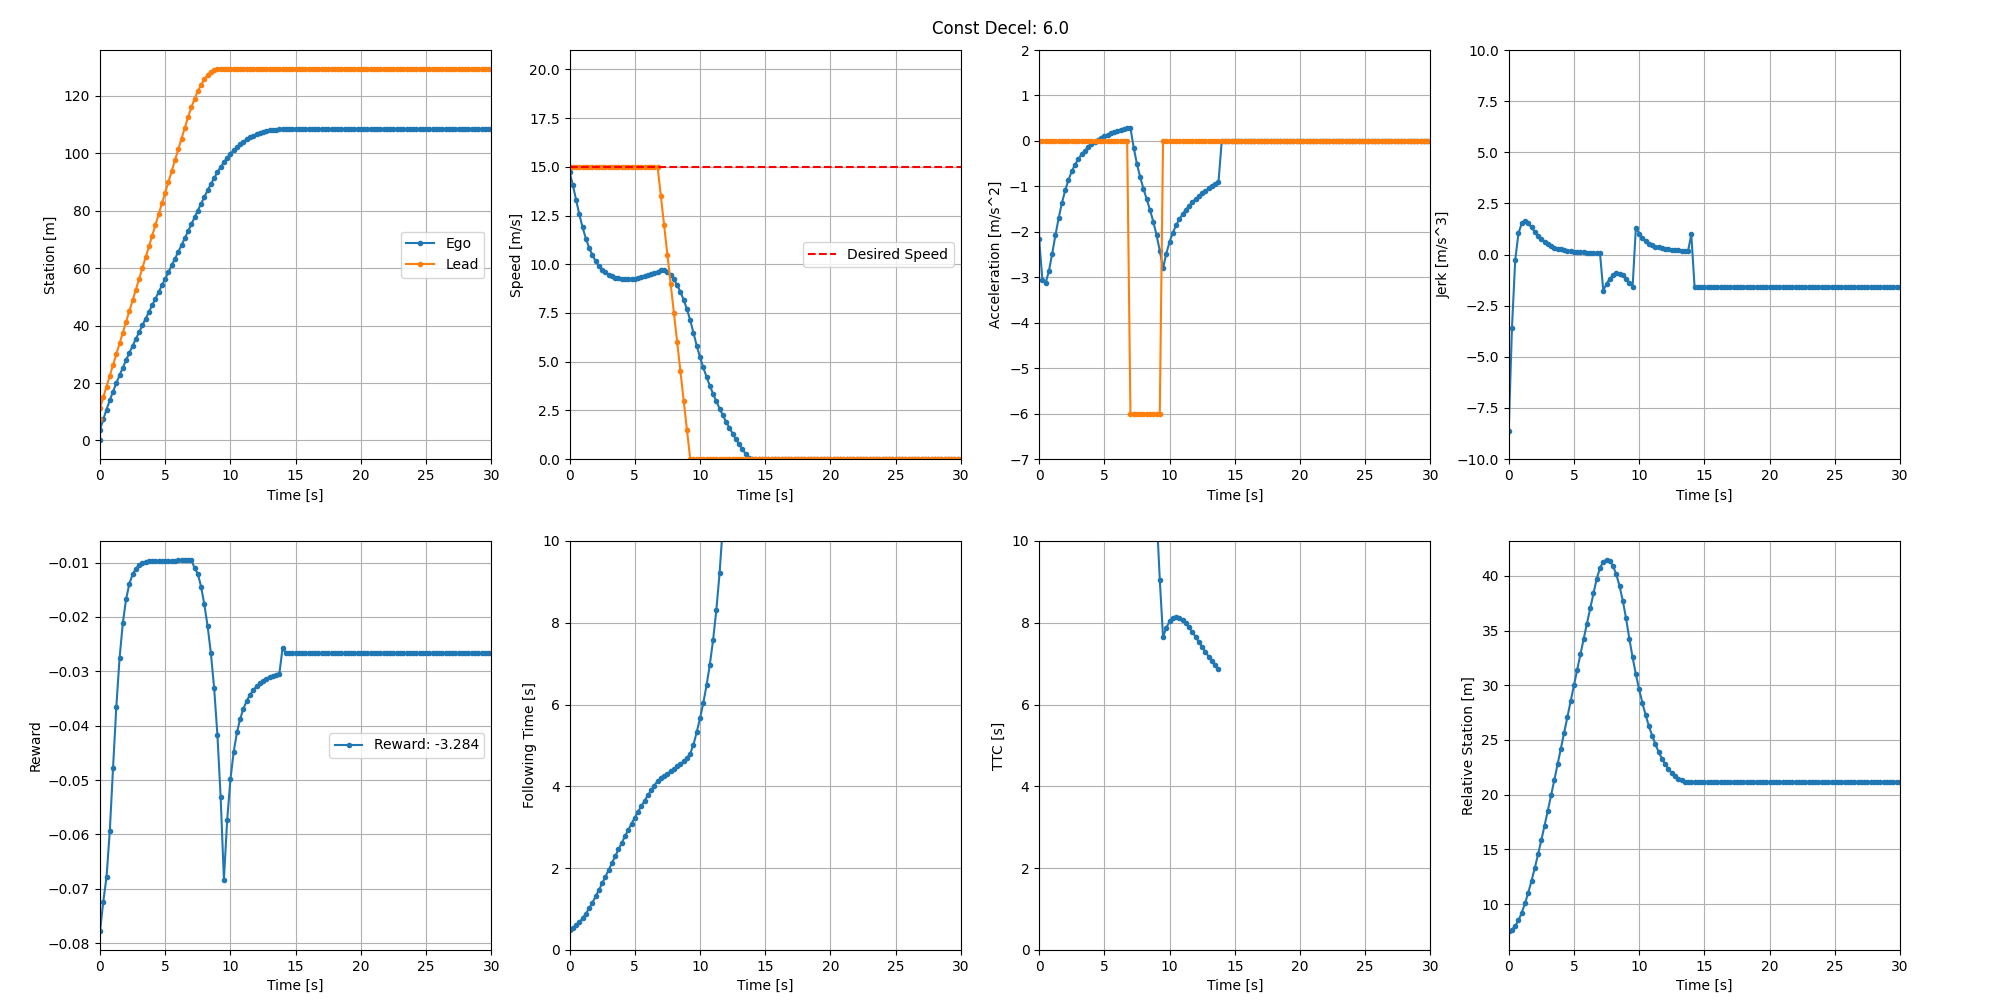 Const Decel: 6.0
Station [m]
120
100
80
60
40
20
0
0 5 10 15 20 25 30
Time [s]
Ego
Lead
Speed [m/s]
20.0
17.5
15.0
12.5
10.0
7.5
5.0
2.5
0.0
0 5 10 15 20 25 30
Time [s]
Desired Speed
Acceleration [m/s^2]
2
1
0
−1
−2
−3
−4
−5
−6
−7
0 5 10 15 20 25 30
Time [s]
Jerk [m/s^3]
10.0
7.5
5.0
2.5
0.0
−2.5
−5.0
−7.5
−10.0
0 5 10 15 20 25 30
Time [s]
Reward
−0.01
−0.02
−0.03
−0.04
−0.05
−0.06
−0.07
−0.08
0 5 10 15 20 25 30
Time [s]
Reward: -3.284
Following Time [s]
10
8
6
4
2
0
0 5 10 15 20 25 30
Time [s]
TTC [s]
10
8
6
4
2
0
0 5 10 15 20 25 30
Time [s]
Relative Station [m]
40
35
30
25
20
15
10
0 5 10 15 20 25 30
Time [s]